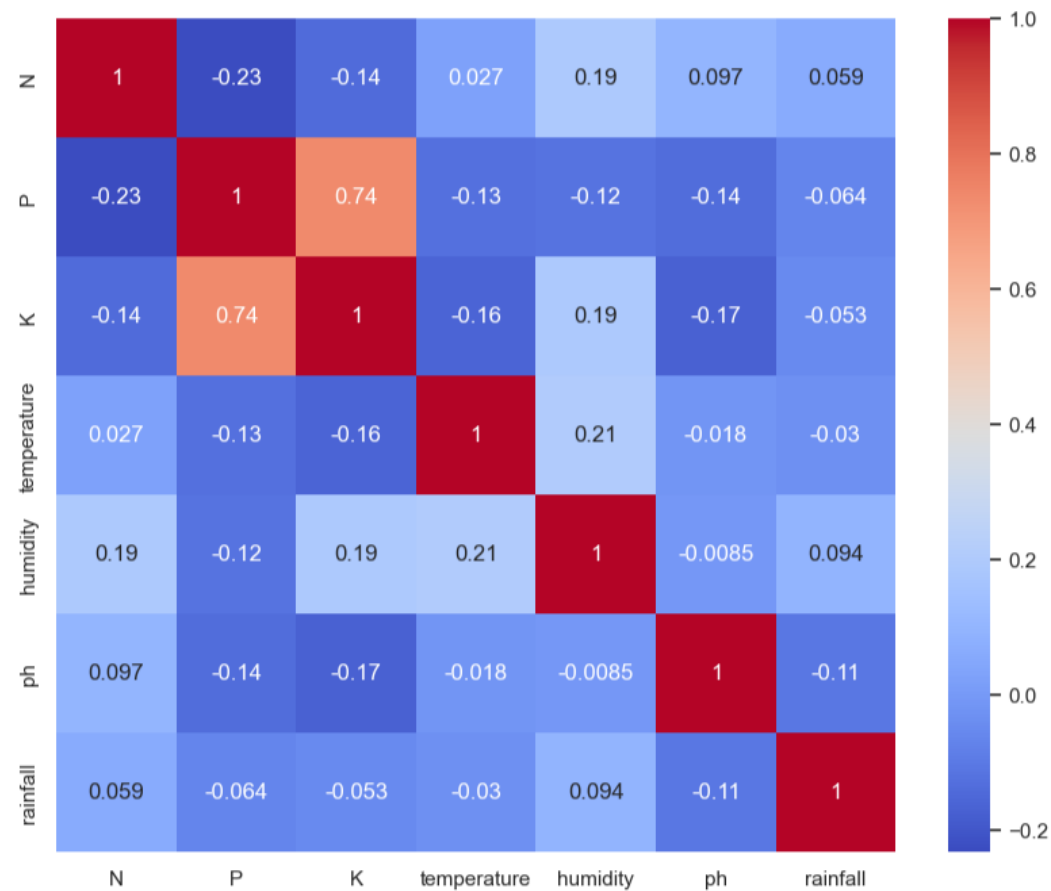 N 1 -0.23 -0.14 0.027 0.19 0.097 0.059
P -0.23 1 0.74 -0.13 -0.12 -0.14 -0.064
K -0.14 0.74 1 -0.16 0.19 -0.17 -0.053
temperature 0.027 -0.13 -0.16 1 0.21 -0.018 -0.03
humidity 0.19 -0.12 0.19 0.21 1 -0.0085 0.094
ph 0.097 -0.14 -0.17 -0.018 -0.0085 1 -0.11
rainfall 0.059 -0.064 -0.053 -0.03 0.094 -0.11 1
N P K temperature humidity ph rainfall
1.0
0.8
0.6
0.4
0.2
0.0
−0.2